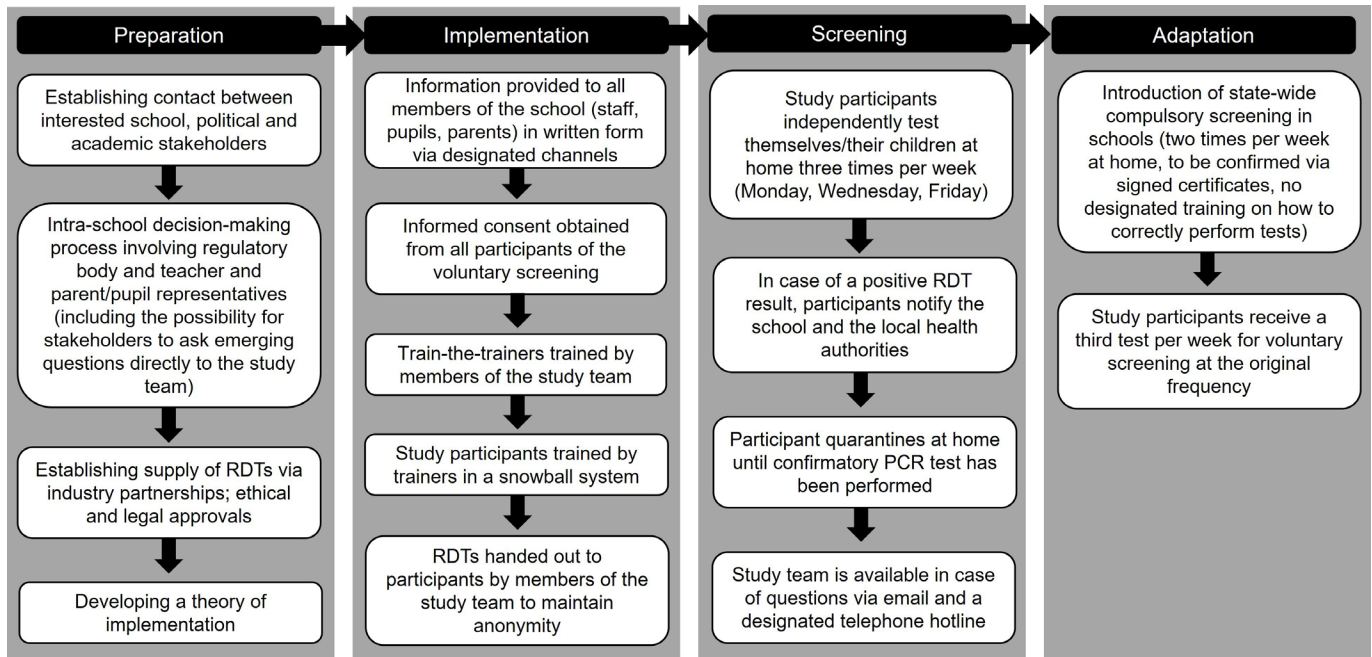 Preparation
Establishing contact between
interested school, political and
academic stakeholders
Intra-school decision-making
process involving regulatory
body and teacher and
parent/pupil representatives
(including the possibility for
stakeholders to ask emerging
questions directly to the study
team)
Establishing supply of RDTs via
industry partnerships; ethical
and legal approvals
Developing a theory of
implementation
Implementation
Information provided to all
members of the school (staff,
pupils, parents) in written form
via designated channels
Informed consent obtained
from all participants of the
voluntary screening
Train-the-trainers trained by
members of the study team
Study participants trained by
trainers in a snowball system
RDTs handed out to
participants by members of the
study team to maintain
anonymity
Screening
Study participants
independently test
themselves/their children at
home three times per week
(Monday, Wednesday, Friday)
In case of a positive RDT
result, participants notify the
school and the local health
authorities
Participant quarantines at home
until confirmatory PCR test has
been performed
Study team is available in case
of questions via email and a
designated telephone hotline
Adaptation
Introduction of state-wide
compulsory screening in
schools (two times per week
at home, to be confirmed via
signed certificates, no
designated training on how to
correctly perform tests)
Study participants receive a
third test per week for voluntary
screening at the original
frequency